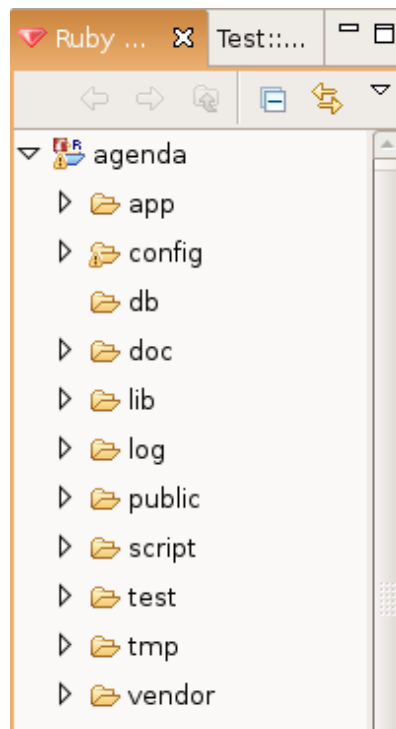 Ruby ... Test::...
agenda
app
config
db
doc
lib
log
public
script
test
tmp
vendor